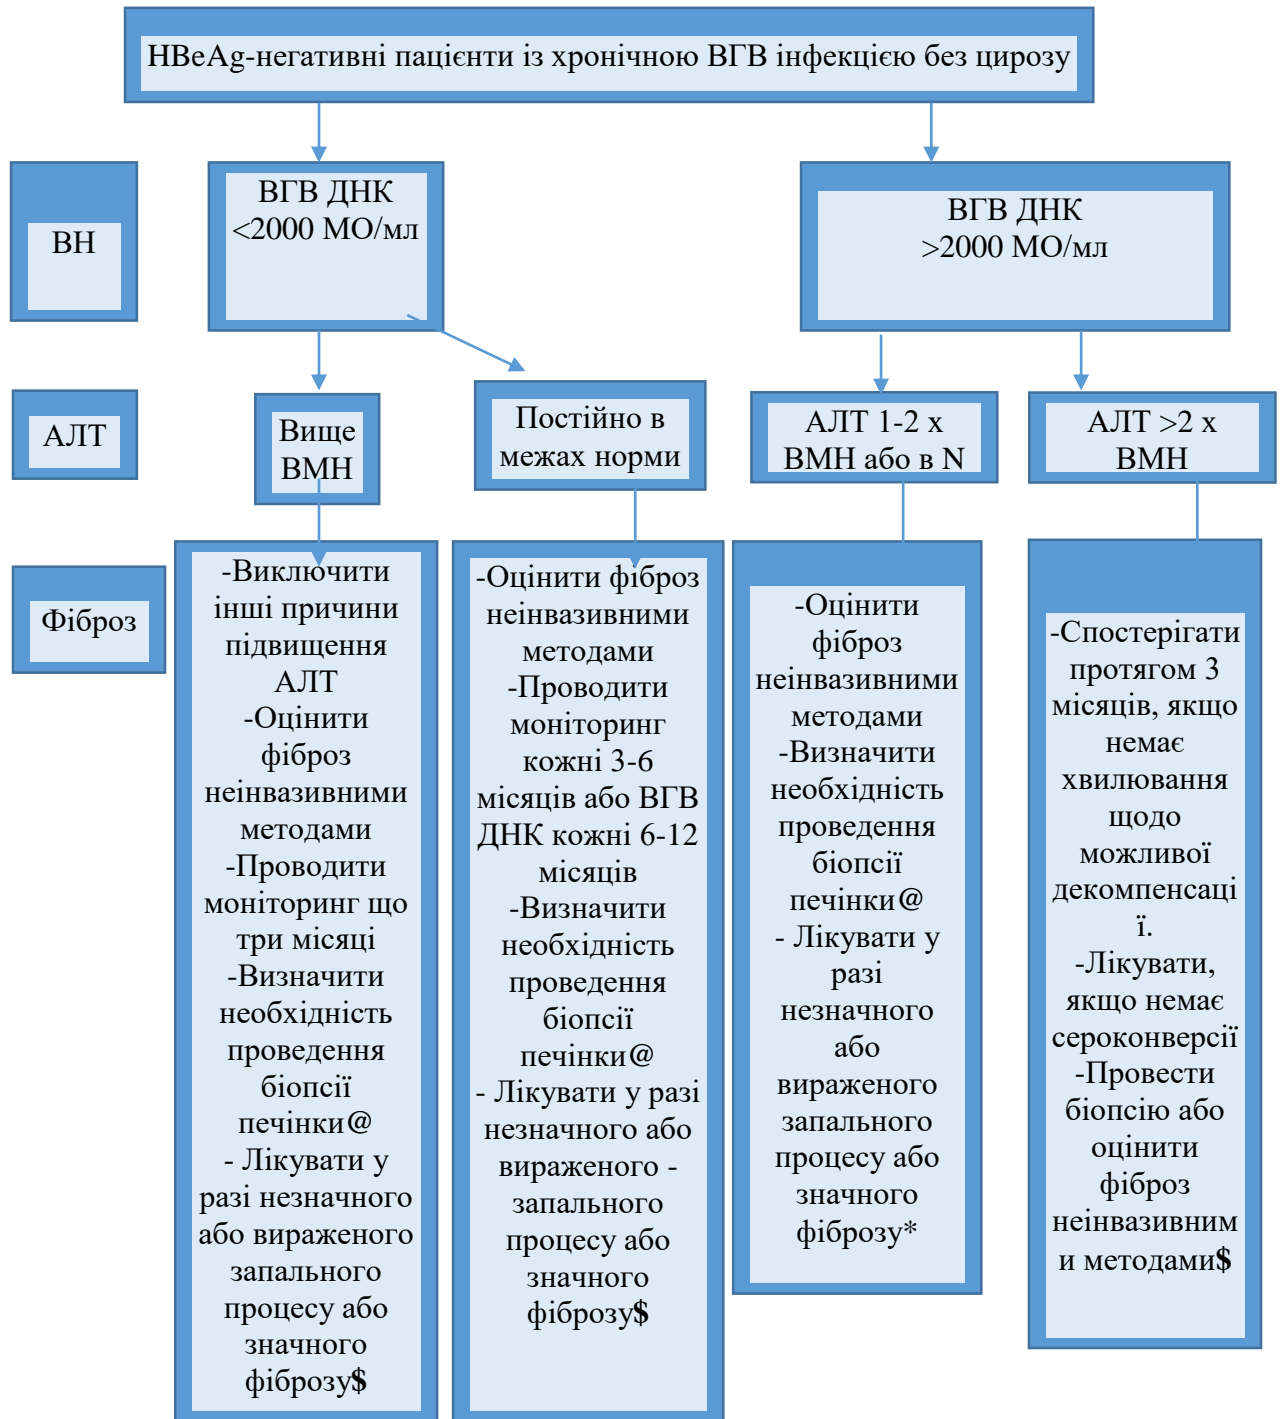 HBeAg-негативні пацієнти із хронічною ВГВ інфекцією без цирозу
ВН
ВГВ ДНК
<2000 МО/мл
ВГВ ДНК
>2000 МО/мл
АЛТ
Вище
ВМН
Постійно в
межах норми
АЛТ 1-2 х
ВМН або в N
АЛТ >2 х
ВМН
Фіброз
-Виключити
інші причини
підвищення
АЛТ
-Оцінити
фіброз
неінвазивними
методами
-Проводити
моніторинг що
три місяці
-Визначити
необхідність
проведення
біопсії
печінки@
- Лікувати у
разі незначного
або вираженого
запального
процесу або
значного
фіброзу$
-Оцінити фіброз
неінвазивними
методами
-Проводити
моніторинг
кожні 3-6
місяців або ВГВ
ДНК кожні 6-12
місяців
-Визначити
необхідність
проведення
біопсії
печінки@
- Лікувати у разі
незначного або
вираженого -
запального
процесу або
значного
фіброзу$
-Оцінити
фіброз
неінвазивними
методами
-Визначити
необхідність
проведення
біопсії
печінки@
- Лікувати у
разі
незначного
або
вираженого
запального
процесу або
значного
фіброзу*
-Спостерігати
протягом 3
місяців, якщо
немає
хвилювання
щодо
можливої
декомпенсаці
ї.
-Лікувати,
якщо немає
сероконверсії
-Провести
біопсію або
оцінити
фіброз
неінвазивним
и методами$